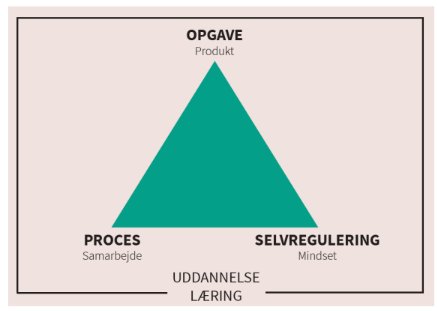 OPGAVE
Produkt
PROCES
Samarbejde
SELVREGULERING
Mindset
UDDANNELSE
LÆRING